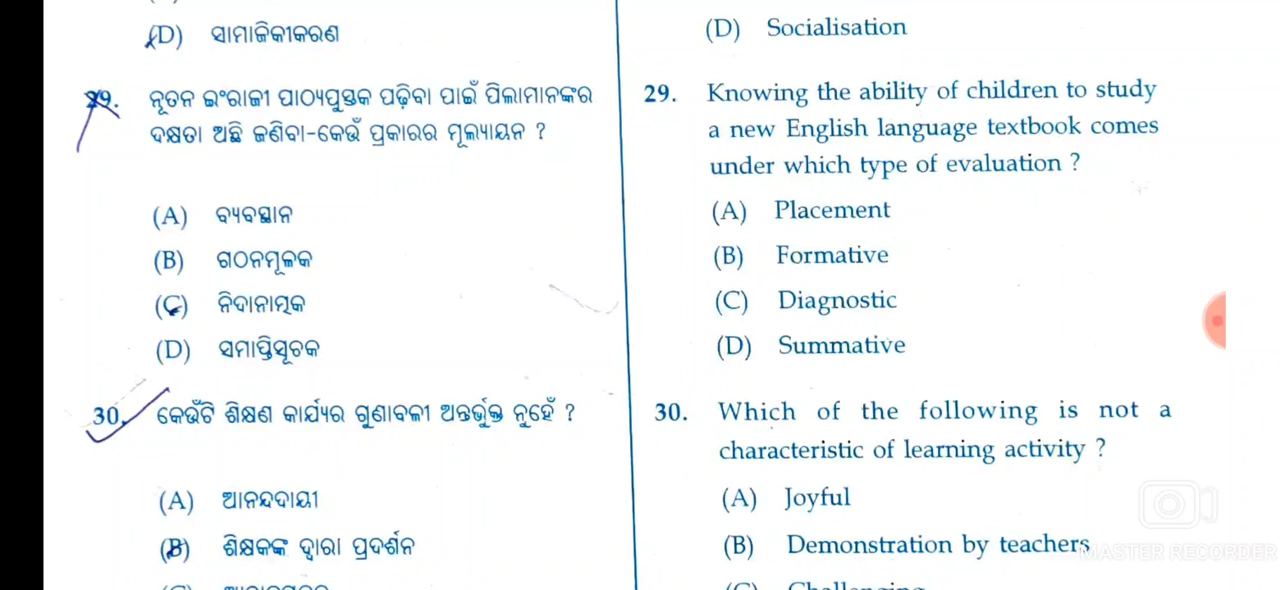 (D) ସାମାଜିକୀକରଣ
29. ନୂତନ ଇଂରାଜୀ ପାଠ୍ୟପୁସ୍ତକ ପଢ଼ିବା ପାଇଁ ପିଲାମାନଙ୍କର
ଦକ୍ଷତା ଅଛି ଜାଣିବା-କେଉଁ ପ୍ରକାରର ମୂଲ୍ୟାୟନ ?
(A) ବ୍ୟବସ୍ଥାନ
(B) ଗଠନମୂଳକ
(C) ନିଦାନାତ୍ମକ
(D) ସମାପ୍ତିସୂଚକ
30. କେଉଁଟି ଶିକ୍ଷଣ କାର୍ଯ୍ୟର ଗୁଣାବଳୀ ଅନ୍ତର୍ଭୁକ୍ତ ନୁହେଁ ?
(A) ଆନନ୍ଦଦାୟୀ
(B) ଶିକ୍ଷକଙ୍କ ଦ୍ୱାରା ପ୍ରଦର୍ଶନ
(D) Socialisation
29. Knowing the ability of children to study
a new English language textbook comes
under which type of evaluation ?
(A) Placement
(B) Formative
(C) Diagnostic
(D) Summative
30. Which of the following is not a
characteristic of learning activity ?
(A) Joyful
(B) Demonstration by teachers
(C) Challenging
MASTER RECORDER